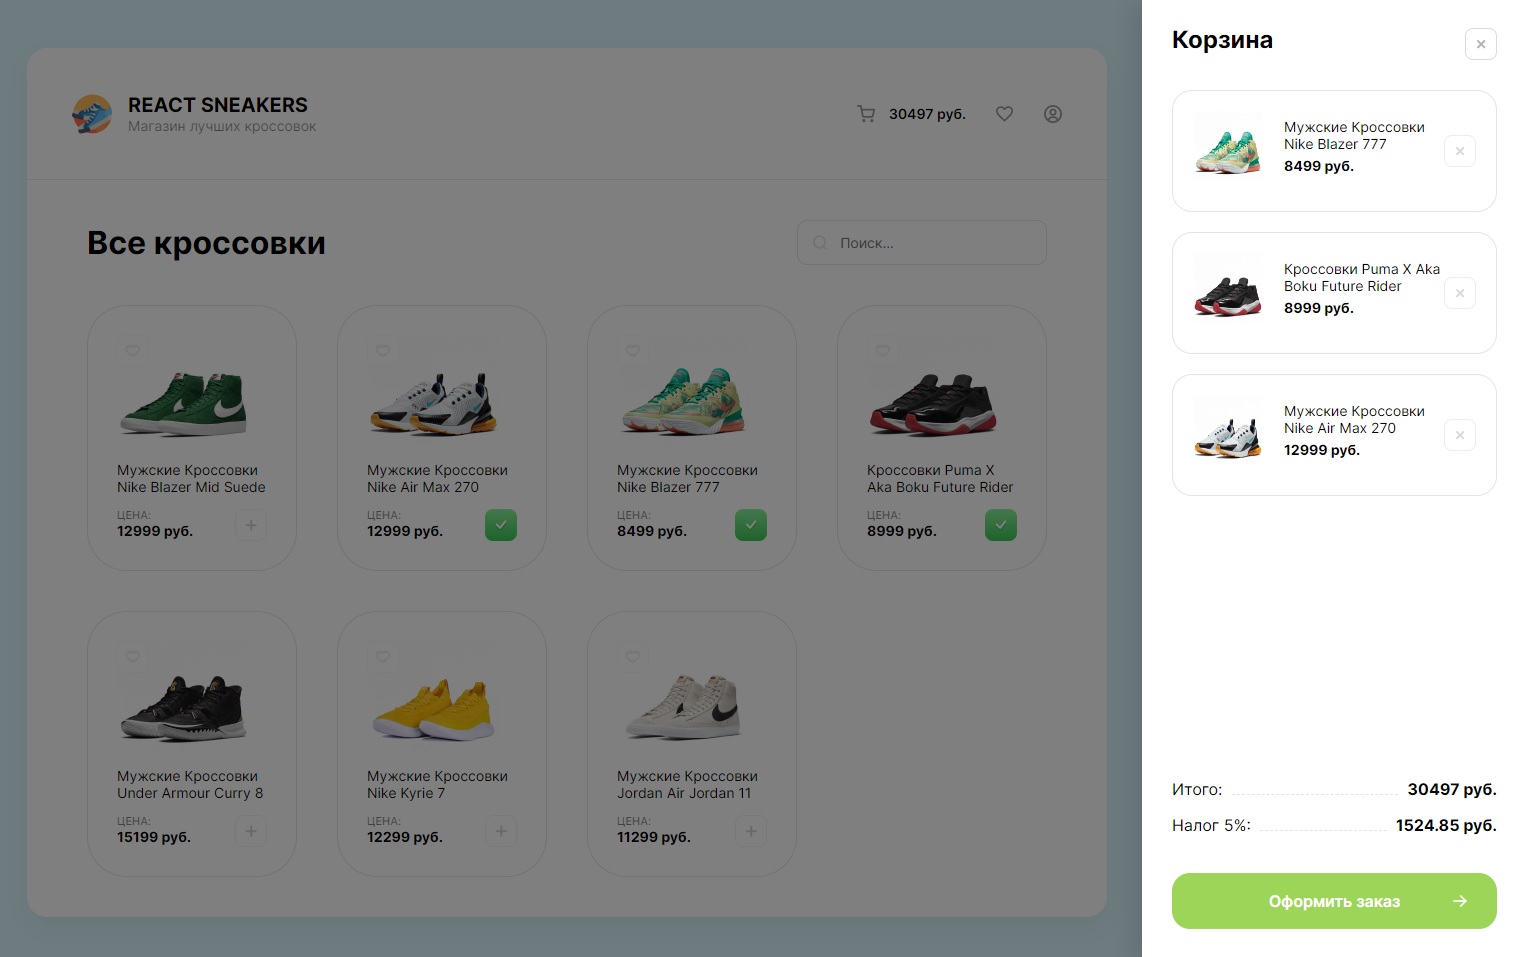 REACT SNEAKERS
Магазин лучших кроссовок
30497 руб.
Все кроссовки
Поиск...
Мужские Кроссовки
Nike Blazer Mid Suede
ЦЕНА:
12999 руб.
Мужские Кроссовки
Nike Air Max 270
ЦЕНА:
12999 руб.
Мужские Кроссовки
Nike Blazer 777
ЦЕНА:
8499 руб.
Кроссовки Puma X
Aka Boku Future Rider
ЦЕНА:
8999 руб.
Мужские Кроссовки
Under Armour Curry 8
ЦЕНА:
15199 руб.
Мужские Кроссовки
Nike Kyrie 7
ЦЕНА:
12299 руб.
Мужские Кроссовки
Jordan Air Jordan 11
ЦЕНА:
11299 руб.
Корзина
Мужские Кроссовки
Nike Blazer 777
8499 руб.
Кроссовки Puma X Aka
Boku Future Rider
8999 руб.
Мужские Кроссовки
Nike Air Max 270
12999 руб.
Итого: 30497 руб.
Налог 5%: 1524.85 руб.
Оформить заказ